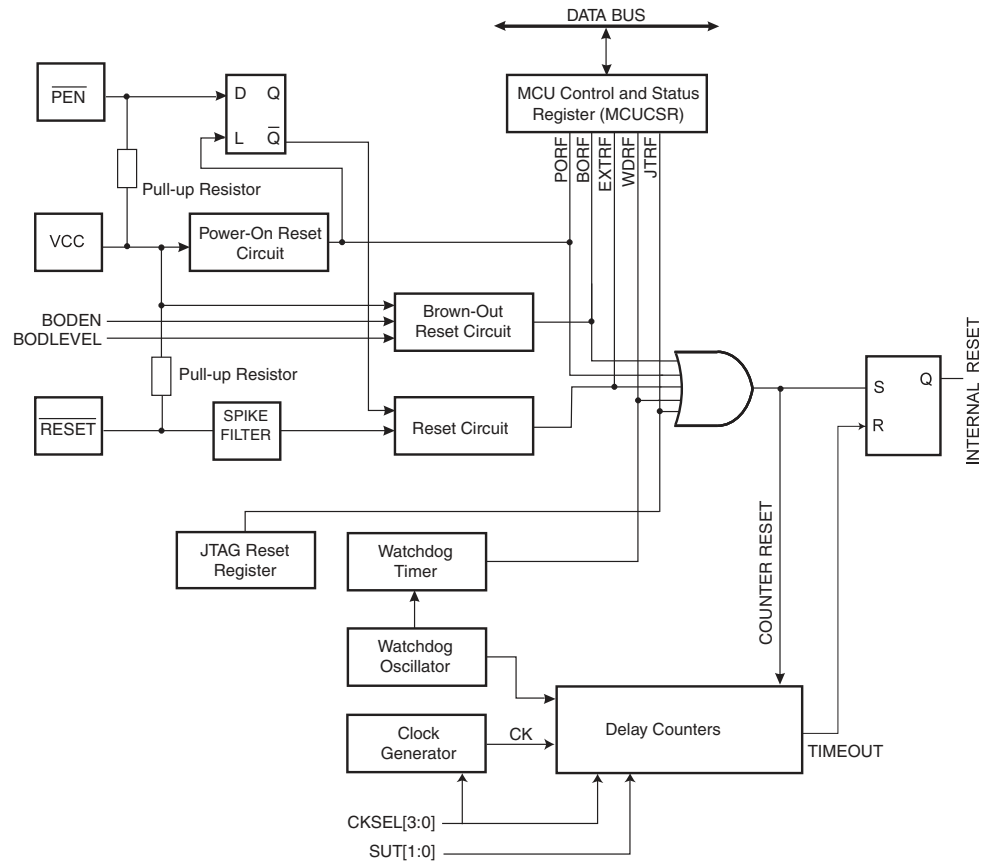 DATA BUS
PEN
D Q
L Q
MCU Control and Status
Register (MCUCSR)
PORF
BORF
EXTRF
WDRF
JTRF
Pull-up Resistor
VCC
Power-On Reset
Circuit
BODEN
BODLEVEL
Brown-Out
Reset Circuit
Pull-up Resistor
RESET
SPIKE
FILTER
Reset Circuit
S Q
R
INTERNAL RESET
JTAG Reset
Register
Watchdog
Timer
COUNTER RESET
Watchdog
Oscillator
Clock
Generator
CK
Delay Counters
TIMEOUT
CKSEL[3:0]
SUT[1:0]